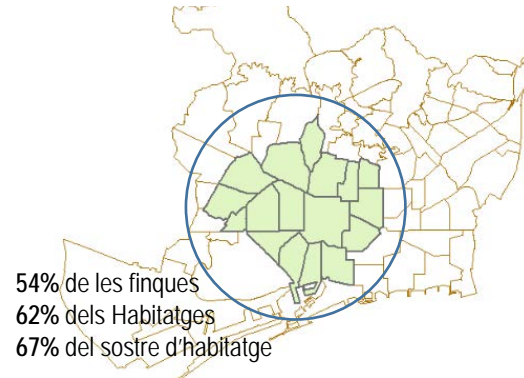 54% de les finques
62% dels Habitatges
67% del sostre d'habitatge